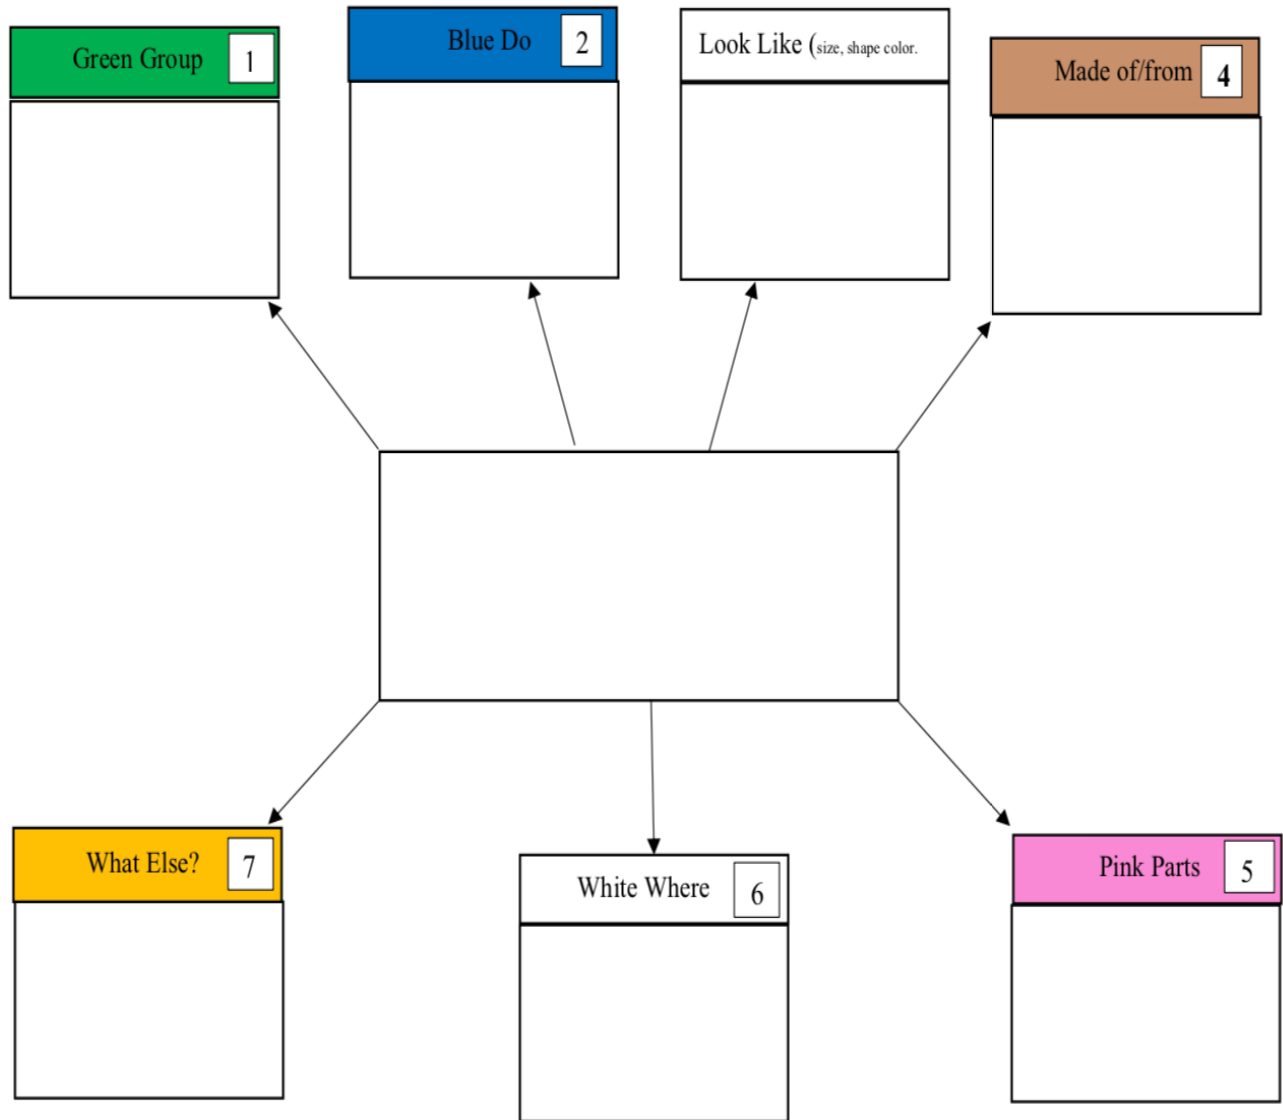 Green Group 1
Blue Do 2
Look Like (size, shape color.
Made of/from 4
What Else? 7
White Where 6
Pink Parts 5